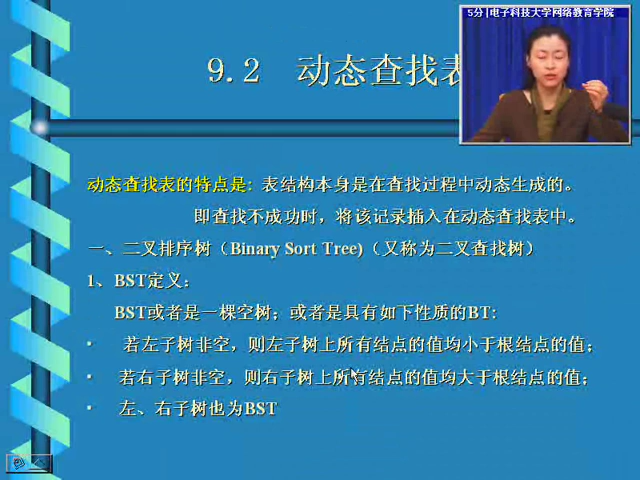 5分|电子科技大学网络教育学院
9.2 动态查找表
动态查找表的特点是: 表结构本身是在查找过程中动态生成的。
即查找不成功时，将该记录插入在动态查找表中。
一、二叉排序树（Binary Sort Tree)（又称为二叉查找树）
1、BST定义：
BST或者是一棵空树；或者是具有如下性质的BT:
· 若左子树非空，则左子树上所有结点的值均小于根结点的值；
· 若右子树非空，则右子树上所有结点的值均大于根结点的值；
· 左、右子树也为BST